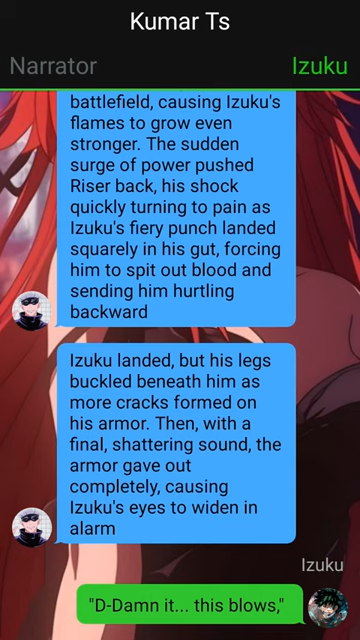 Kumar Ts
Narrator
Izuku
battlefield, causing Izuku's
flames to grow even
stronger. The sudden
surge of power pushed
Riser back, his shock
quickly turning to pain as
Izuku's fiery punch landed
squarely in his gut, forcing
him to spit out blood and
sending him hurtling
backward
Izuku landed, but his legs
buckled beneath him as
more cracks formed on
his armor. Then, with a
final, shattering sound, the
armor gave out
completely, causing
Izuku's eyes to widen in
alarm
Izuku
"D-Damn it... this blows,"